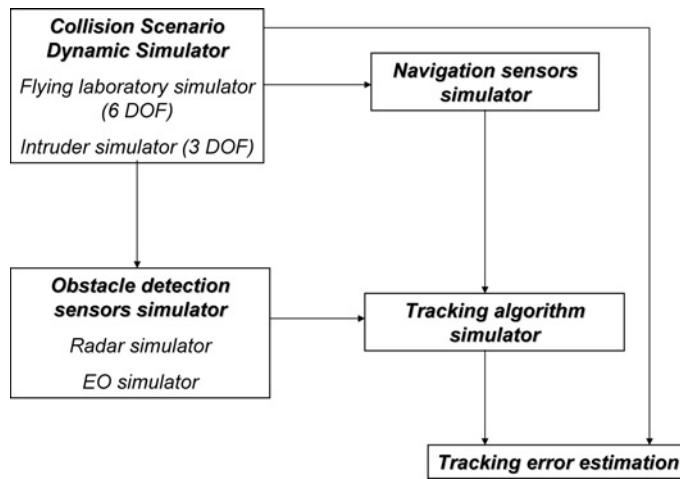 Collision Scenario
Dynamic Simulator
Flying laboratory simulator
(6 DOF)
Intruder simulator (3 DOF)
Navigation sensors
simulator
Obstacle detection
sensors simulator
Radar simulator
EO simulator
Tracking algorithm
simulator
Tracking error estimation